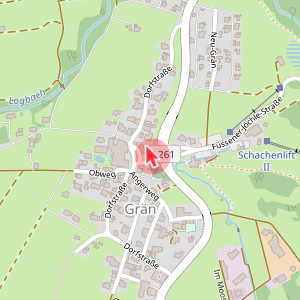 Dorfstraße
Neu-Grän
Logbach
Füssener-Jöchle-Straße
261
Schachenlift
II
Obweg
Angerweg
Dorfstraße
Grän
Dorfstraße
Im Moos